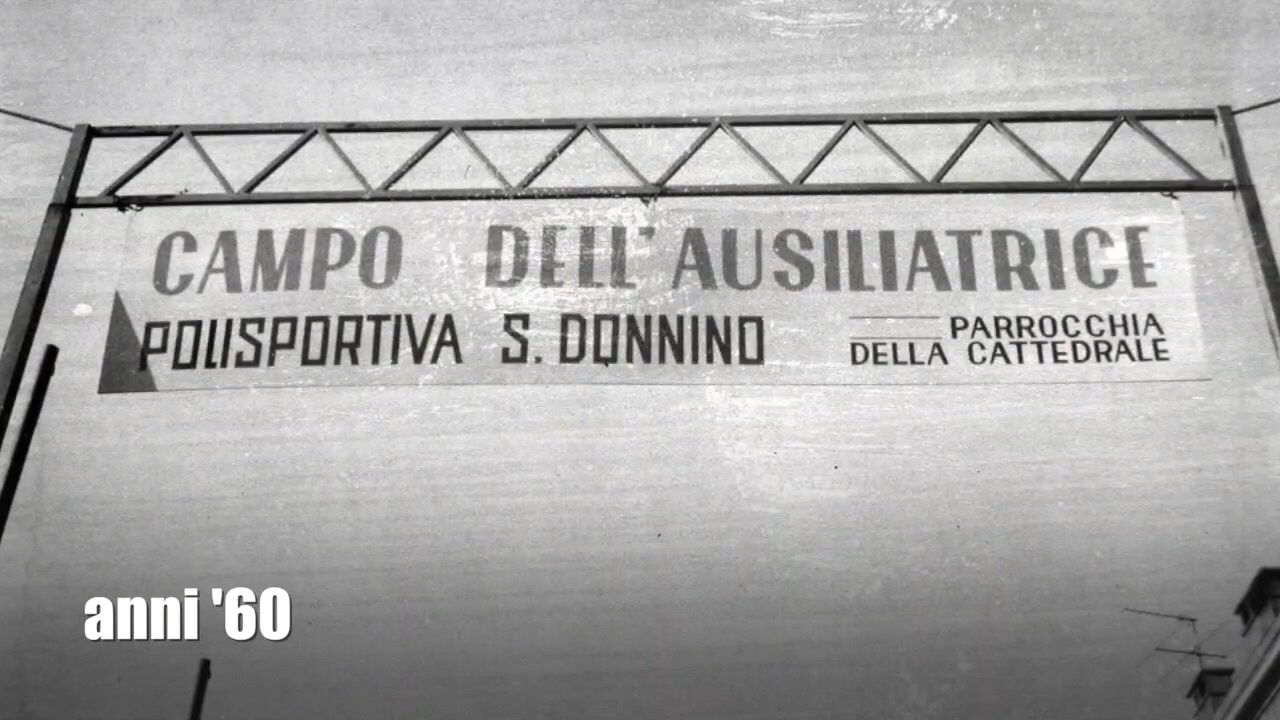 CAMPO DELL'AUSILIATRICE
POLISPORTIVA S. DONNINO
PARROCCHIA
DELLA CATTEDRALE
anni '60